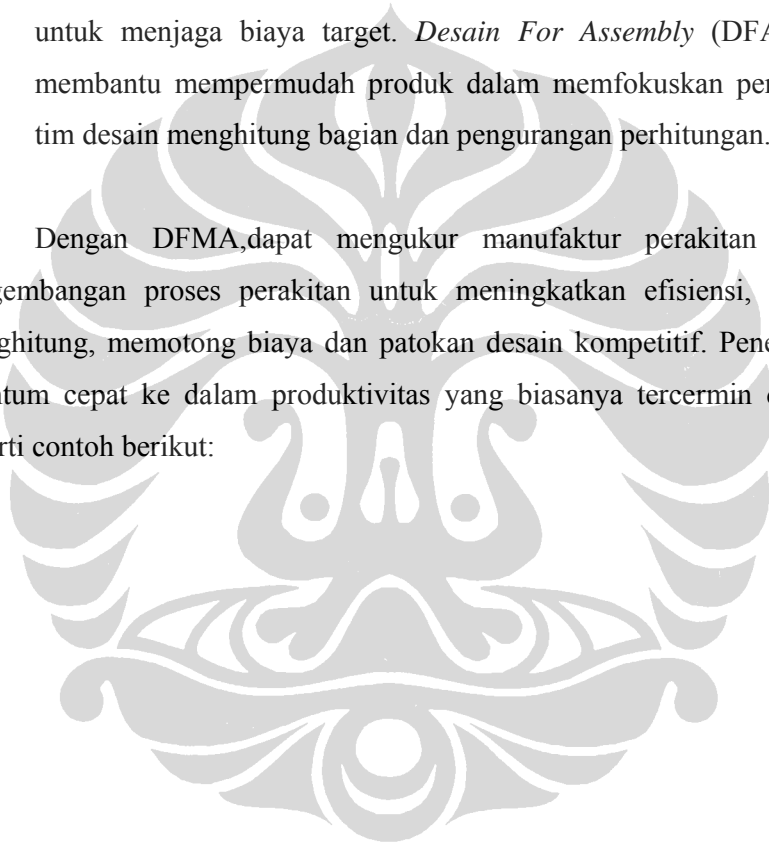 untuk menjaga biaya target. Desain For Assembly (DFA
membantu mempermudah produk dalam memfokuskan per
tim desain menghitung bagian dan pengurangan perhitungan.
Dengan DFMA,dapat mengukur manufaktur perakitan
gembangan proses perakitan untuk meningkatkan efisiensi,
ghitung, memotong biaya dan patokan desain kompetitif. Pene
ntum cepat ke dalam produktivitas yang biasanya tercermin
rti contoh berikut: